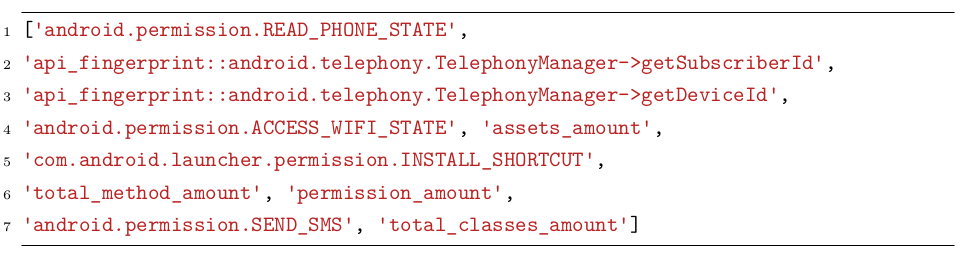 1 ['android.permission.READ_PHONE_STATE',
2 'api_fingerprint::android.telephony.TelephonyManager->getSubscriberId',
3 'api_fingerprint::android.telephony.TelephonyManager->getDeviceId',
4 'android.permission.ACCESS_WIFI_STATE', 'assets_amount',
5 'com.android.launcher.permission.INSTALL_SHORTCUT',
6 'total_method_amount', 'permission_amount',
7 'android.permission.SEND_SMS', 'total_classes_amount']